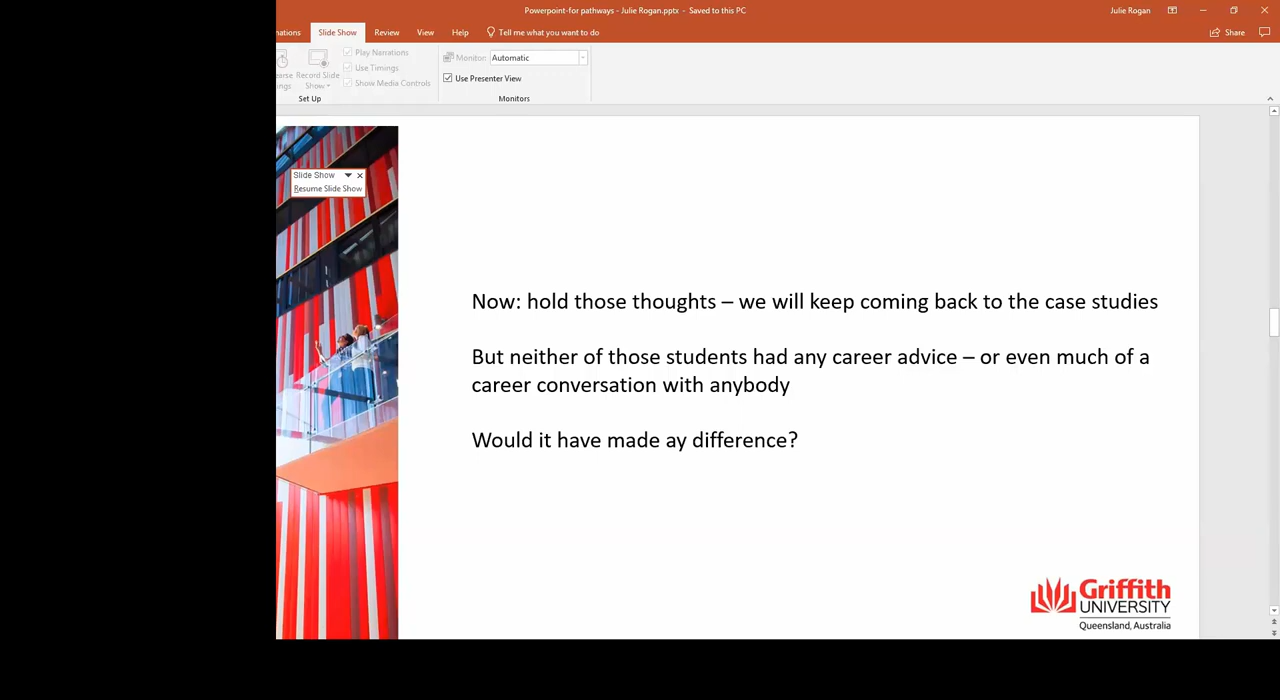 Powerpoint-for pathways - Julie Rogan.pptx - Saved to this PC
Julie Rogan
Slide Show
Review
View
Help
Tell me what you want to do
Share
Record Slide
Show
Set Up
Play Narrations
Use Timings
Show Media Controls
Monitor:
Automatic
Use Presenter View
Monitors
Slide Show
Resume Slide Show
Now: hold those thoughts – we will keep coming back to the case studies
But neither of those students had any career advice – or even much of a
career conversation with anybody
Would it have made ay difference?
Griffith
UNIVERSITY
Queensland, Australia